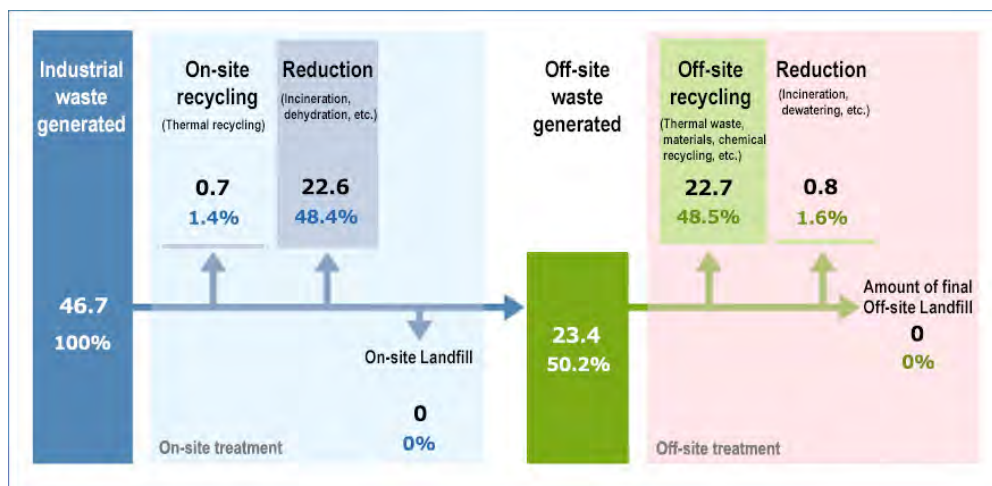 Industrial
waste
generated
46.7
100%
On-site
recycling
(Thermal recycling)
0.7
1.4%
Reduction
(Incineration,
dehydration, etc.)
22.6
48.4%
On-site Landfill
0
0%
On-site treatment
Off-site
waste
generated
23.4
50.2%
Off-site
recycling
(Thermal waste,
materials, chemical
recycling, etc.)
22.7
48.5%
Reduction
(Incineration,
dewatering, etc.)
0.8
1.6%
Amount of final
Off-site Landfill
0
0%
Off-site treatment